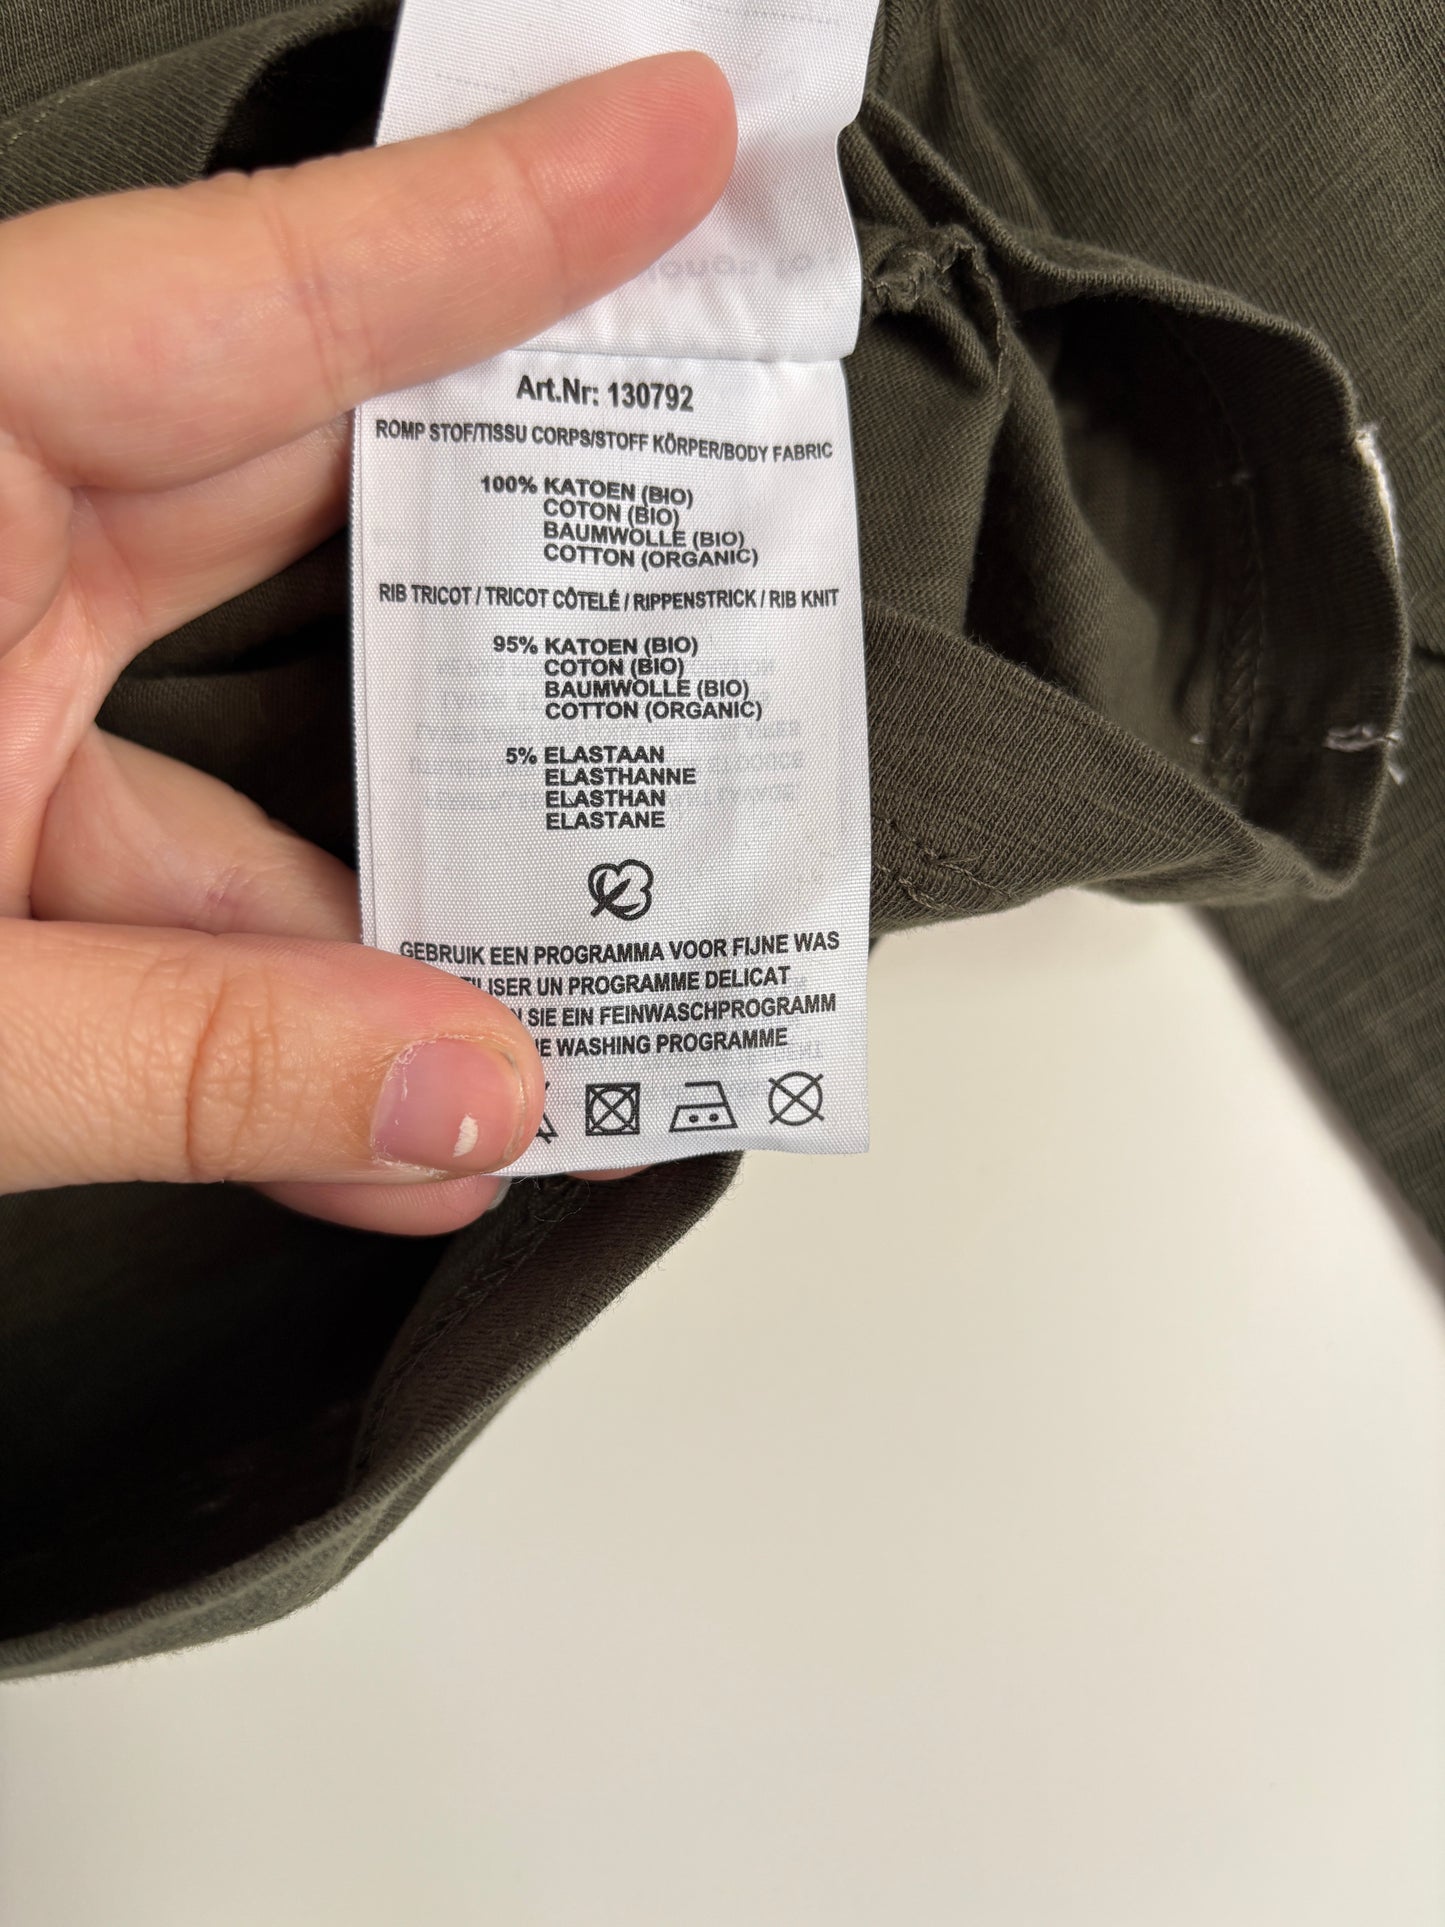 Art.Nr: 130792
ROMP STOF/TISSU CORPS/STOFF KÖRPER/BODY FABRIC
100% KATOEN (BIO)
COTON (BIO)
BAUMWOLLE (BIO)
COTTON (ORGANIC)
RIB TRICOT / TRICOT CÔTELÉ / RIPPENSTRICK / RIB KNIT
95% KATOEN (BIO)
COTON (BIO)
BAUMWOLLE (BIO)
COTTON (ORGANIC)
5% ELASTAAN
ELASTHANNE
ELASTHAN
ELASTANE
GEBRUIK EEN PROGRAMMA VOOR FIJNE WAS
UN PROGRAMME DELICAT
SIE EIN FEINWASCHPROGRAMM
WASHING PROGRAMME